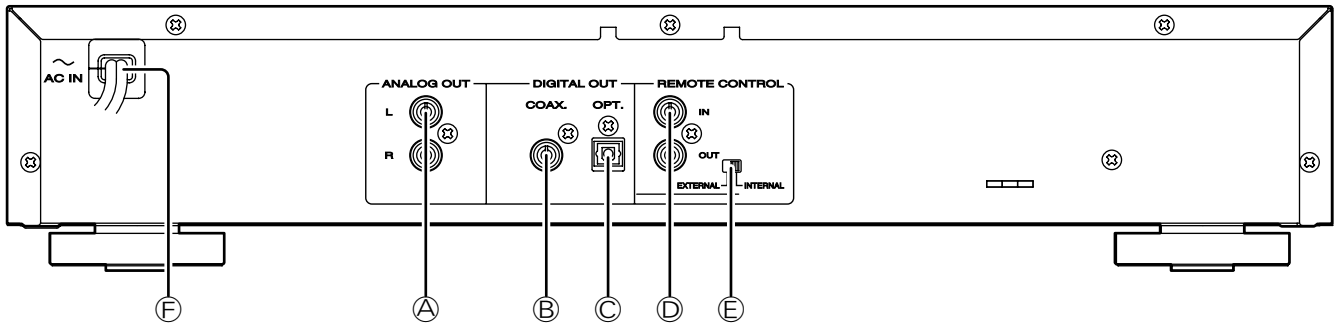 ~
AC IN
ANALOG OUT
L
R
DIGITAL OUT
COAX.
OPT.
REMOTE CONTROL
IN
OUT
EXTERNAL
INTERNAL
Ⓕ
Ⓐ
Ⓑ
Ⓒ
Ⓓ
Ⓔ